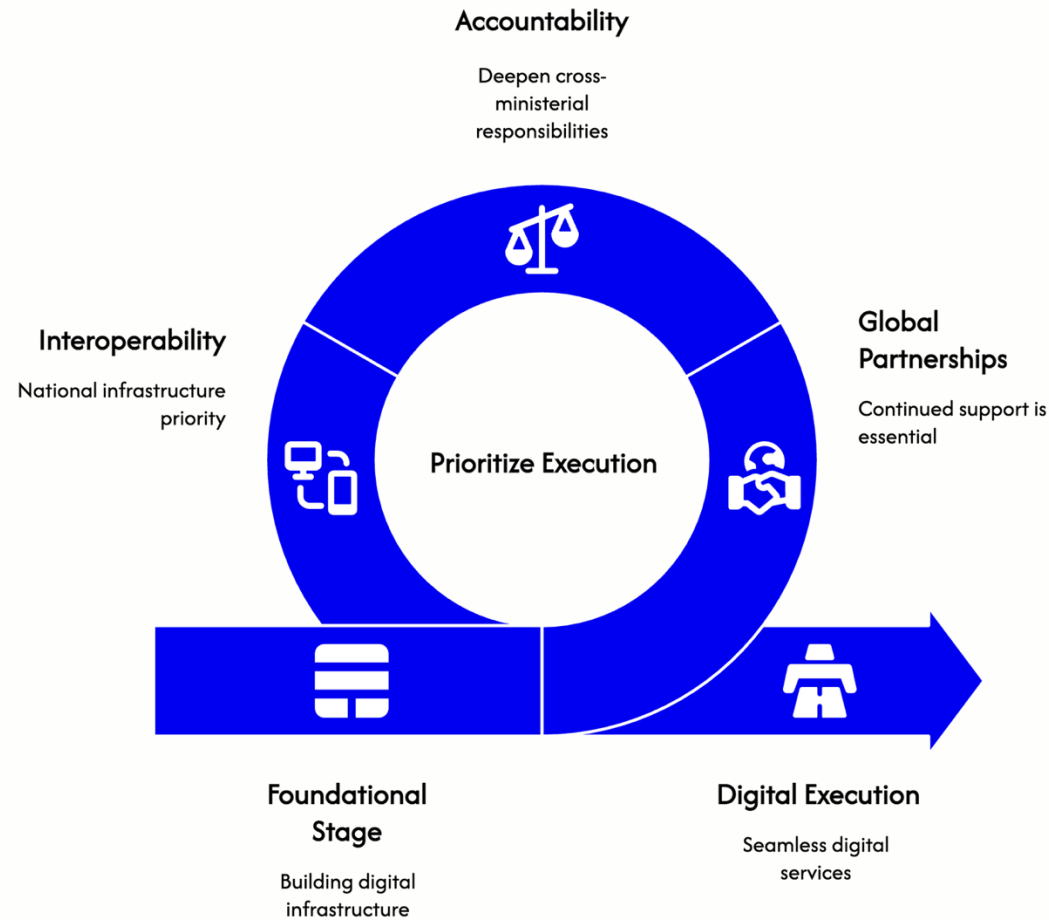 Accountability
Deepen cross-
ministerial
responsibilities
Interoperability
National infrastructure
priority
Global
Partnerships
Continued support is
essential
Prioritize Execution
Foundational
Stage
Building digital
infrastructure
Digital Execution
Seamless digital
services